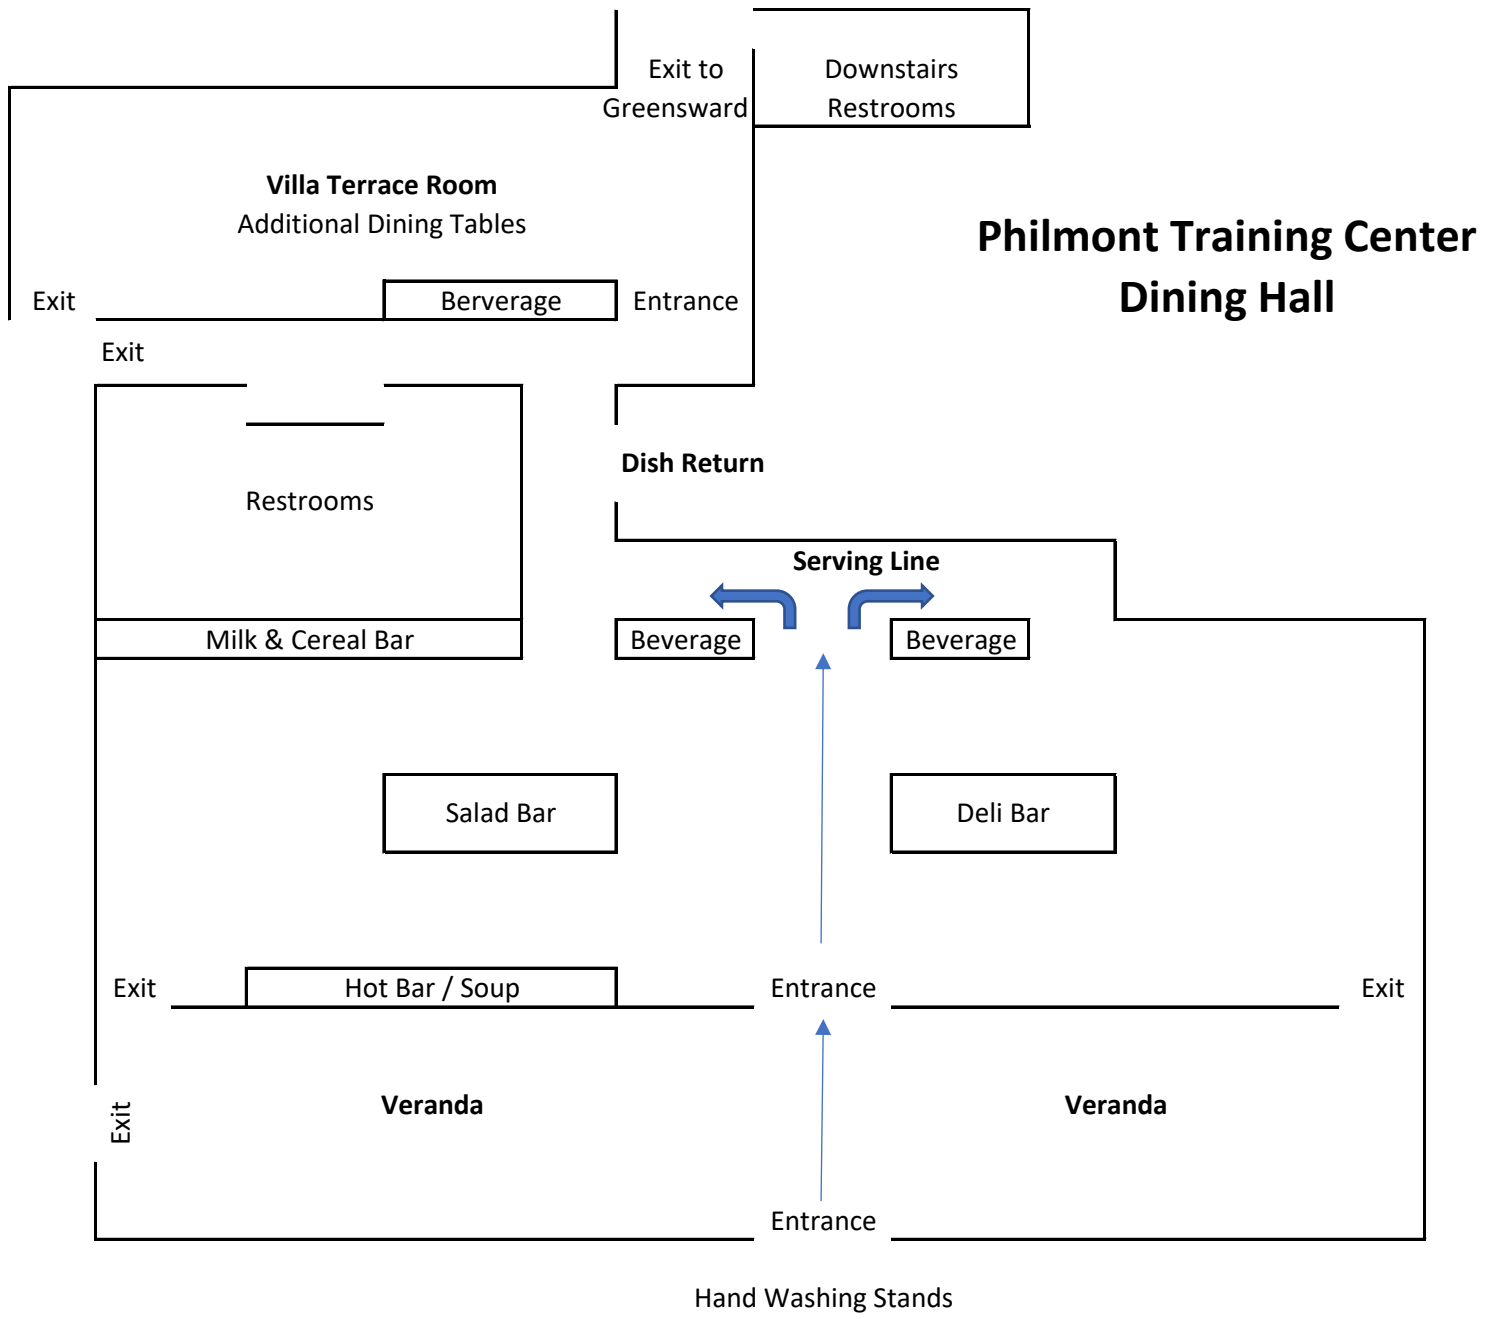 Exit to
Greensward
Downstairs
Restrooms
Villa Terrace Room
Additional Dining Tables
Philmont Training Center
Dining Hall
Exit
Berverage
Entrance
Exit
Dish Return
Restrooms
Serving Line
Milk & Cereal Bar
Beverage
Beverage
Salad Bar
Deli Bar
Exit
Hot Bar / Soup
Entrance
Exit
Exit
Veranda
Veranda
Entrance
Hand Washing Stands